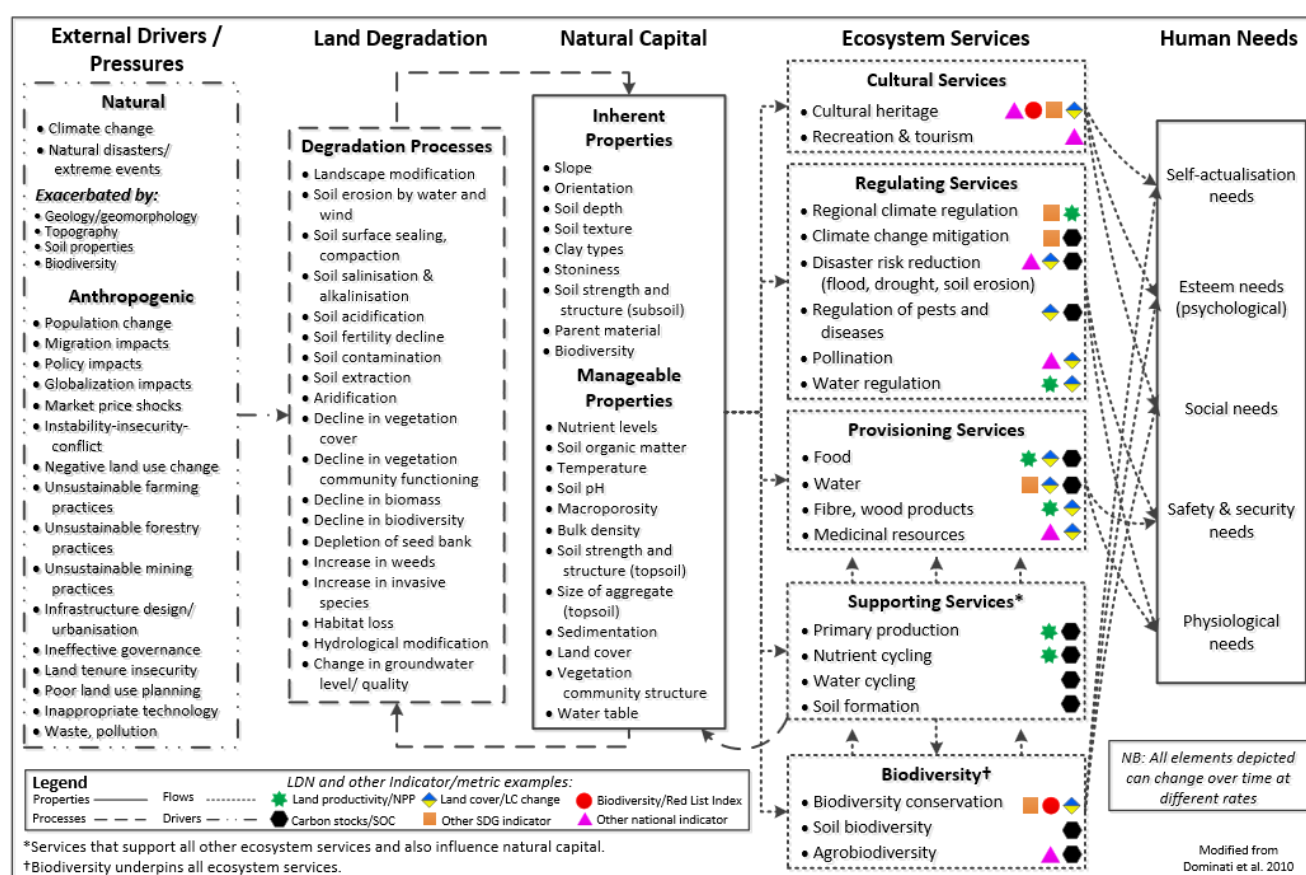 External Drivers /
Pressures
Land Degradation
Natural Capital
Ecosystem Services
Human Needs
Natural
• Climate change
• Natural disasters/
extreme events
Exacerbated by:
• Geology/geomorphology
• Topography
• Soil properties
• Biodiversity
Anthropogenic
• Population change
• Migration impacts
• Policy impacts
• Globalization impacts
• Market price shocks
• Instability-insecurity-
conflict
• Negative land use change
• Unsustainable farming
practices
• Unsustainable forestry
practices
• Unsustainable mining
practices
• Infrastructure design/
urbanisation
• Ineffective governance
• Land tenure insecurity
• Poor land use planning
• Inappropriate technology
• Waste, pollution
Degradation Processes
• Landscape modification
• Soil erosion by water and
wind
• Soil surface sealing,
compaction
• Soil salinisation &
alkalinisation
• Soil acidification
• Soil fertility decline
• Soil contamination
• Soil extraction
• Aridification
• Decline in vegetation
cover
• Decline in vegetation
community functioning
• Decline in biomass
• Decline in biodiversity
• Depletion of seed bank
• Increase in weeds
• Increase in invasive
species
• Habitat loss
• Hydrological modification
• Change in groundwater
level/ quality
Inherent
Properties
• Slope
• Orientation
• Soil depth
• Soil texture
• Clay types
• Stoniness
• Soil strength and
structure (subsoil)
• Parent material
• Biodiversity
Manageable
Properties
• Nutrient levels
• Soil organic matter
• Temperature
• Soil pH
• Macroporosity
• Bulk density
• Soil strength and
structure (topsoil)
• Size of aggregate
(topsoil)
• Sedimentation
• Land cover
• Vegetation
community structure
• Water table
Cultural Services
• Cultural heritage
• Recreation & tourism
Regulating Services
• Regional climate regulation
• Climate change mitigation
• Disaster risk reduction
(flood, drought, soil erosion)
• Regulation of pests and
diseases
• Pollination
• Water regulation
Provisioning Services
• Food
• Water
• Fibre, wood products
• Medicinal resources
Supporting Services*
• Primary production
• Nutrient cycling
• Water cycling
• Soil formation
Biodiversity†
• Biodiversity conservation
• Soil biodiversity
• Agrobiodiversity
Self-actualisation
needs
Esteem needs
(psychological)
Social needs
Safety & security
needs
Physiological
needs
NB: All elements depicted
can change over time at
different rates
Legend
LDN and other Indicator/metric examples:
Properties
Flows
Land productivity/NPP
Land cover/LC change
Biodiversity/Red List Index
Processes
Drivers
Carbon stocks/SOC
Other SDG indicator
Other national indicator
*Services that support all other ecosystem services and also influence natural capital.
†Biodiversity underpins all ecosystem services.
Modified from
Dominati et al. 2010